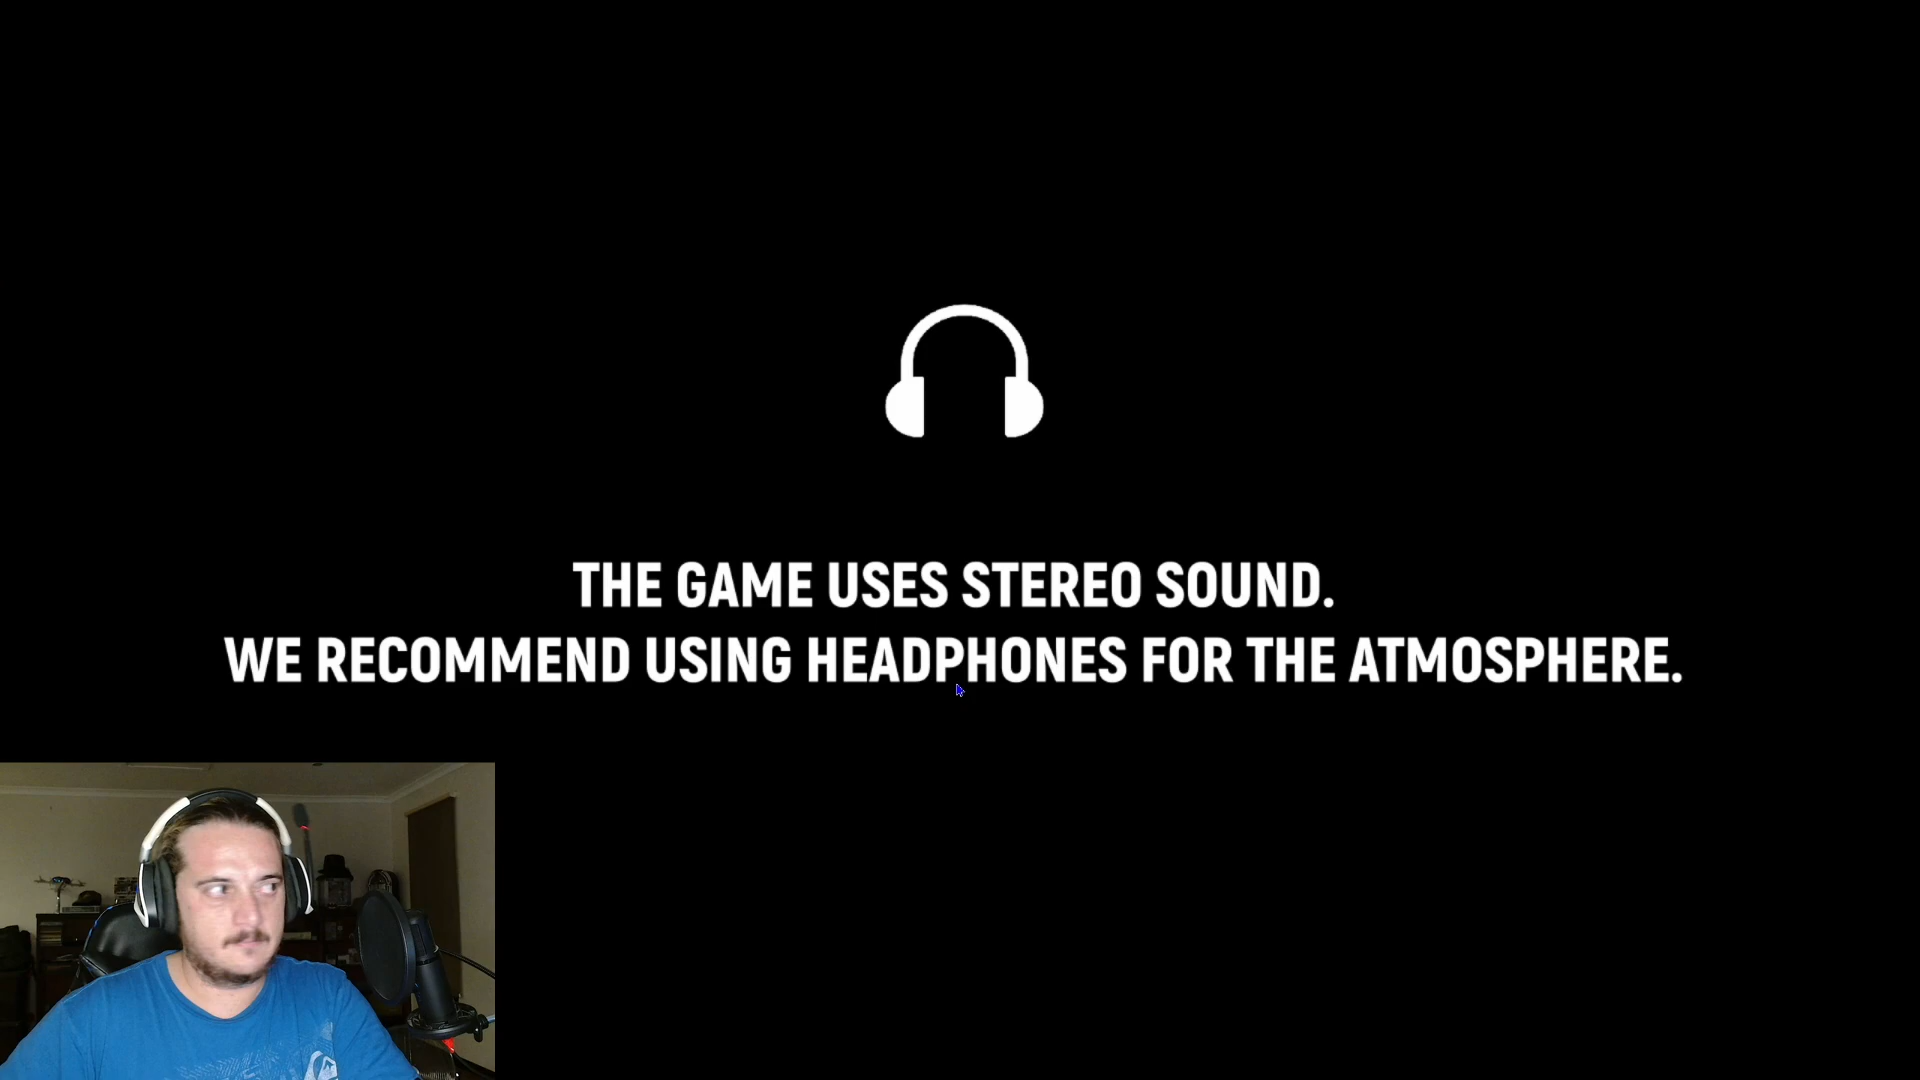 THE GAME USES STEREO SOUND.
WE RECOMMEND USING HEADPHONES FOR THE ATMOSPHERE.